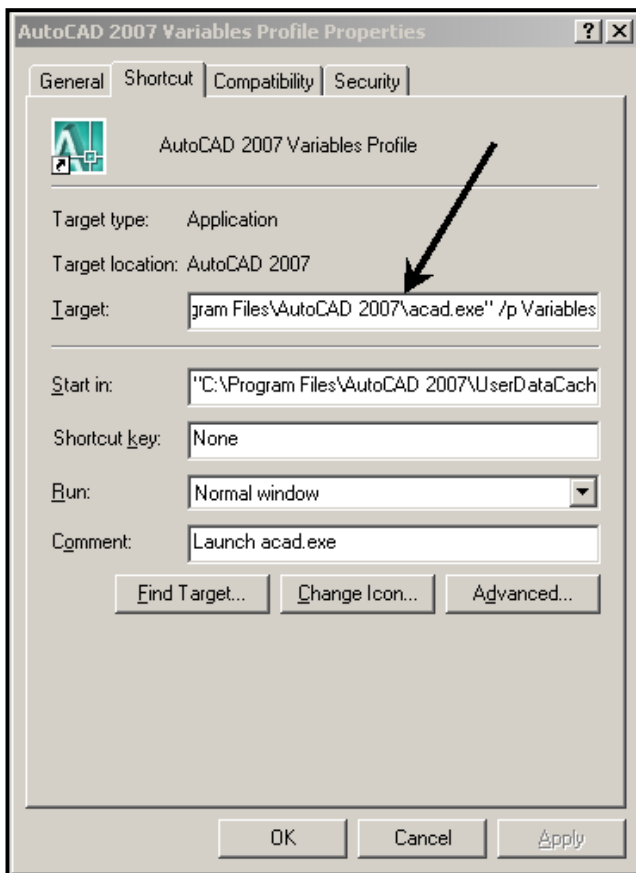 AutoCAD 2007 Variables Profile Properties
General Shortcut Compatibility Security
AutoCAD 2007 Variables Profile
Target type: Application
Target location: AutoCAD 2007
Target: gram Files\AutoCAD 2007\acad.exe" /p Variables
Start in: "C:\Program Files\AutoCAD 2007\UserDataCach
Shortcut key: None
Run: Normal window
Comment: Launch acad.exe
Find Target... Change Icon... Advanced...
OK Cancel Apply